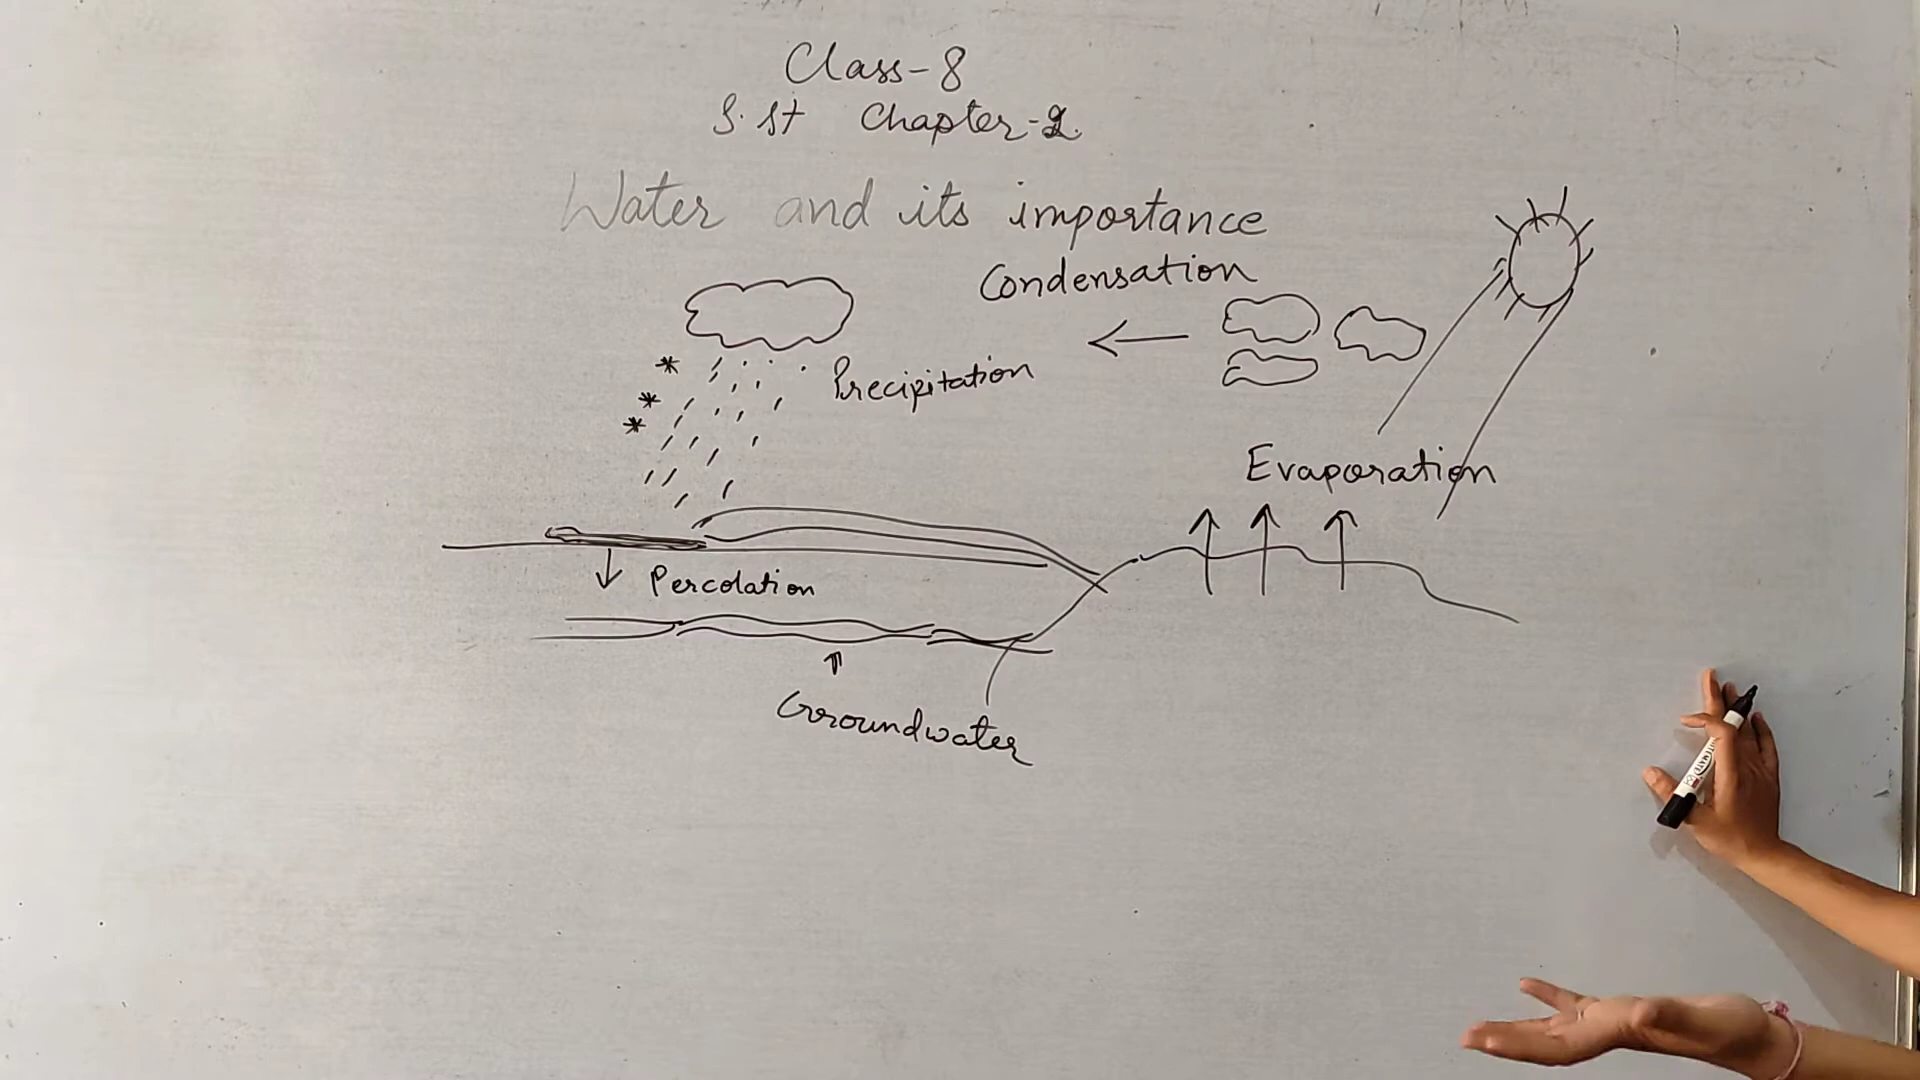 Class-8
S.St Chapter-2.
Water and its importance
Condensation
Precipitation
Evaporation
Percolation
Groundwater